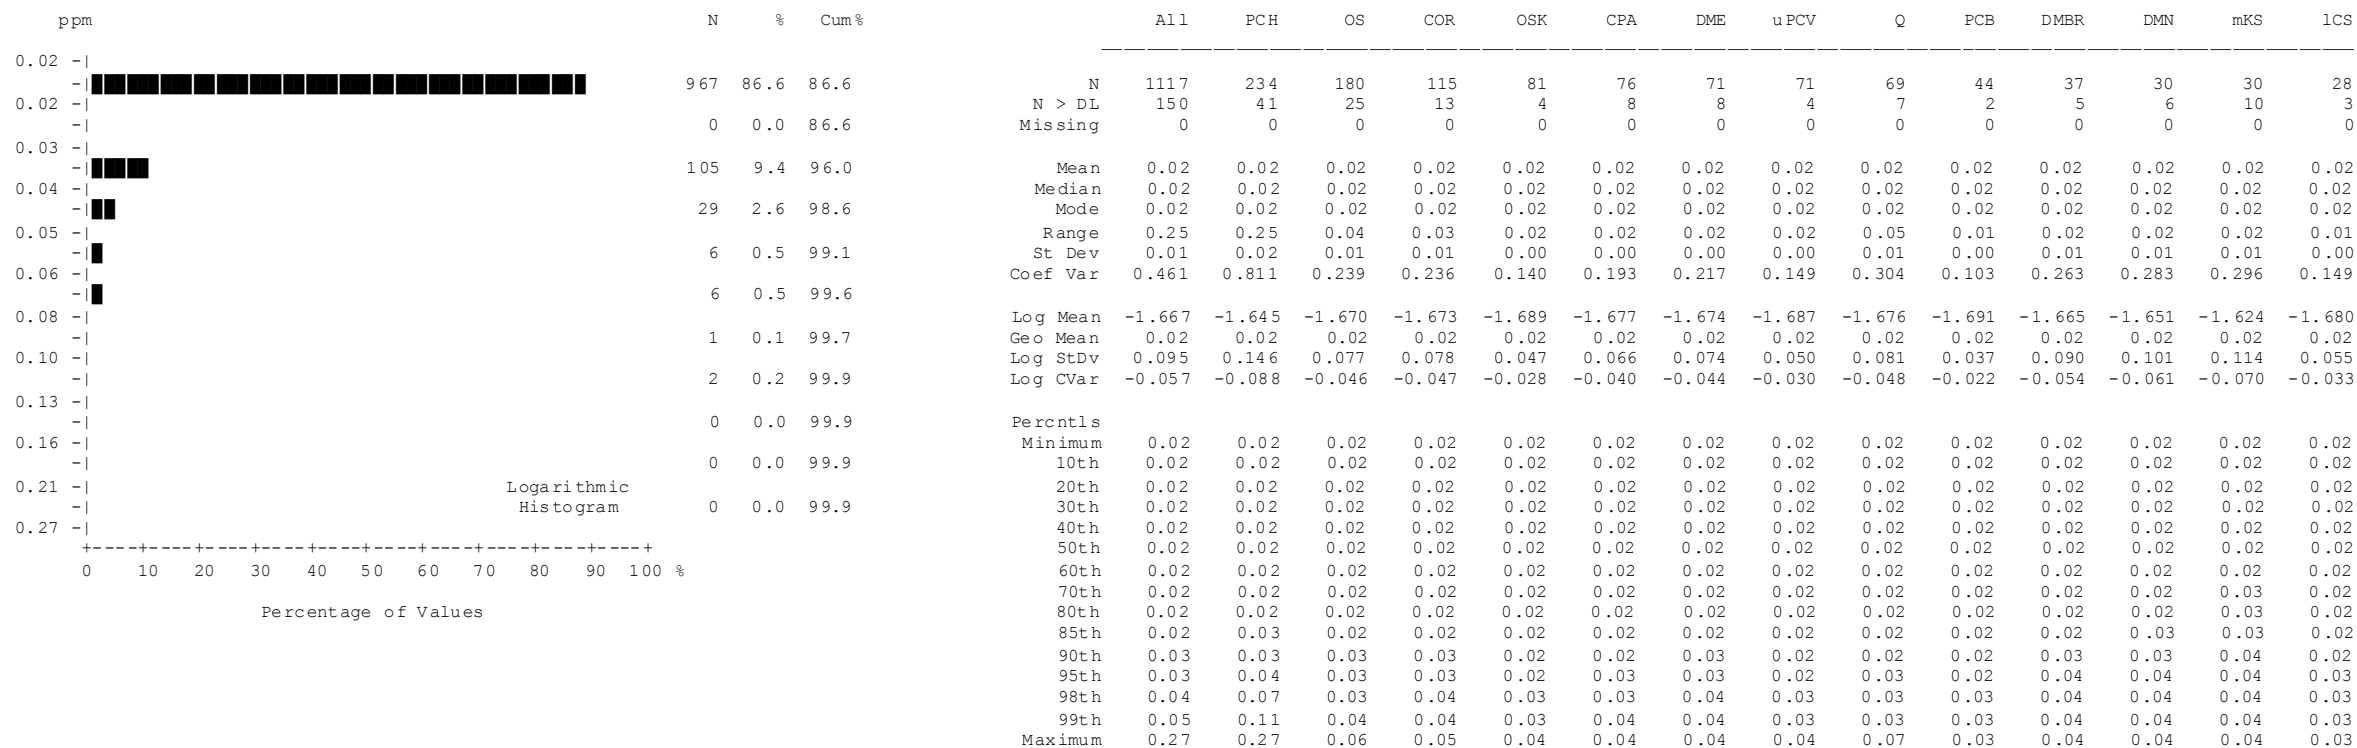 ppm N % Cum% All PCH OS COR OSK CPA DME uPCV Q PCB DMBR DMN mKS lCS
0.02 -|
-| 967 86.6 86.6 N 1117 234 180 115 81 76 71 71 69 44 37 30 30 28
0.02 -| N > DL 150 41 25 13 4 8 8 4 7 2 5 6 10 3
-| 0 0.0 86.6 Missing 0 0 0 0 0 0 0 0 0 0 0 0 0 0
0.03 -|
-| 105 9.4 96.0 Mean 0.02 0.02 0.02 0.02 0.02 0.02 0.02 0.02 0.02 0.02 0.02 0.02 0.02 0.02
0.04 -| Median 0.02 0.02 0.02 0.02 0.02 0.02 0.02 0.02 0.02 0.02 0.02 0.02 0.02 0.02
-| 29 2.6 98.6 Mode 0.02 0.02 0.02 0.02 0.02 0.02 0.02 0.02 0.02 0.02 0.02 0.02 0.02 0.02
0.05 -| Range 0.25 0.25 0.04 0.03 0.02 0.02 0.02 0.02 0.05 0.01 0.02 0.02 0.02 0.01
-| 6 0.5 99.1 St Dev 0.01 0.02 0.01 0.01 0.00 0.00 0.00 0.00 0.01 0.00 0.01 0.01 0.01 0.00
0.06 -| Coef Var 0.461 0.811 0.239 0.236 0.140 0.193 0.217 0.149 0.304 0.103 0.263 0.283 0.296 0.149
-| 6 0.5 99.6
0.08 -| Log Mean -1.667 -1.645 -1.670 -1.673 -1.689 -1.677 -1.674 -1.687 -1.676 -1.691 -1.665 -1.651 -1.624 -1.680
-| 1 0.1 99.7 Geo Mean 0.02 0.02 0.02 0.02 0.02 0.02 0.02 0.02 0.02 0.02 0.02 0.02 0.02 0.02
0.10 -| Log StDv 0.095 0.146 0.077 0.078 0.047 0.066 0.074 0.050 0.081 0.037 0.090 0.101 0.114 0.055
-| 2 0.2 99.9 Log CVar -0.057 -0.088 -0.046 -0.047 -0.028 -0.040 -0.044 -0.030 -0.048 -0.022 -0.054 -0.061 -0.070 -0.033
0.13 -|
-| 0 0.0 99.9 Percntls
0.16 -| Minimum 0.02 0.02 0.02 0.02 0.02 0.02 0.02 0.02 0.02 0.02 0.02 0.02 0.02 0.02
-| 0 0.0 99.9 10th 0.02 0.02 0.02 0.02 0.02 0.02 0.02 0.02 0.02 0.02 0.02 0.02 0.02 0.02
0.21 -| Logarithmic 20th 0.02 0.02 0.02 0.02 0.02 0.02 0.02 0.02 0.02 0.02 0.02 0.02 0.02 0.02
-| Histogram 0 0.0 99.9 30th 0.02 0.02 0.02 0.02 0.02 0.02 0.02 0.02 0.02 0.02 0.02 0.02 0.02 0.02
0.27 -| 40th 0.02 0.02 0.02 0.02 0.02 0.02 0.02 0.02 0.02 0.02 0.02 0.02 0.02 0.02
+----+----+----+----+----+----+----+----+----+----+ 50th 0.02 0.02 0.02 0.02 0.02 0.02 0.02 0.02 0.02 0.02 0.02 0.02 0.02 0.02
0 10 20 30 40 50 60 70 80 90 100 % 60th 0.02 0.02 0.02 0.02 0.02 0.02 0.02 0.02 0.02 0.02 0.02 0.02 0.02 0.02
70th 0.02 0.02 0.02 0.02 0.02 0.02 0.02 0.02 0.02 0.02 0.02 0.02 0.03 0.02
Percentage of Values 80th 0.02 0.02 0.02 0.02 0.02 0.02 0.02 0.02 0.02 0.02 0.02 0.02 0.03 0.02
85th 0.02 0.03 0.02 0.02 0.02 0.02 0.02 0.02 0.02 0.02 0.02 0.03 0.03 0.02
90th 0.03 0.03 0.03 0.03 0.02 0.02 0.03 0.02 0.02 0.02 0.03 0.03 0.04 0.02
95th 0.03 0.04 0.03 0.03 0.02 0.03 0.03 0.02 0.03 0.02 0.04 0.04 0.04 0.03
98th 0.04 0.07 0.03 0.04 0.03 0.03 0.04 0.03 0.03 0.03 0.04 0.04 0.04 0.03
99th 0.05 0.11 0.04 0.04 0.03 0.04 0.04 0.03 0.03 0.03 0.04 0.04 0.04 0.03
Maximum 0.27 0.27 0.06 0.05 0.04 0.04 0.04 0.04 0.07 0.03 0.04 0.04 0.04 0.03